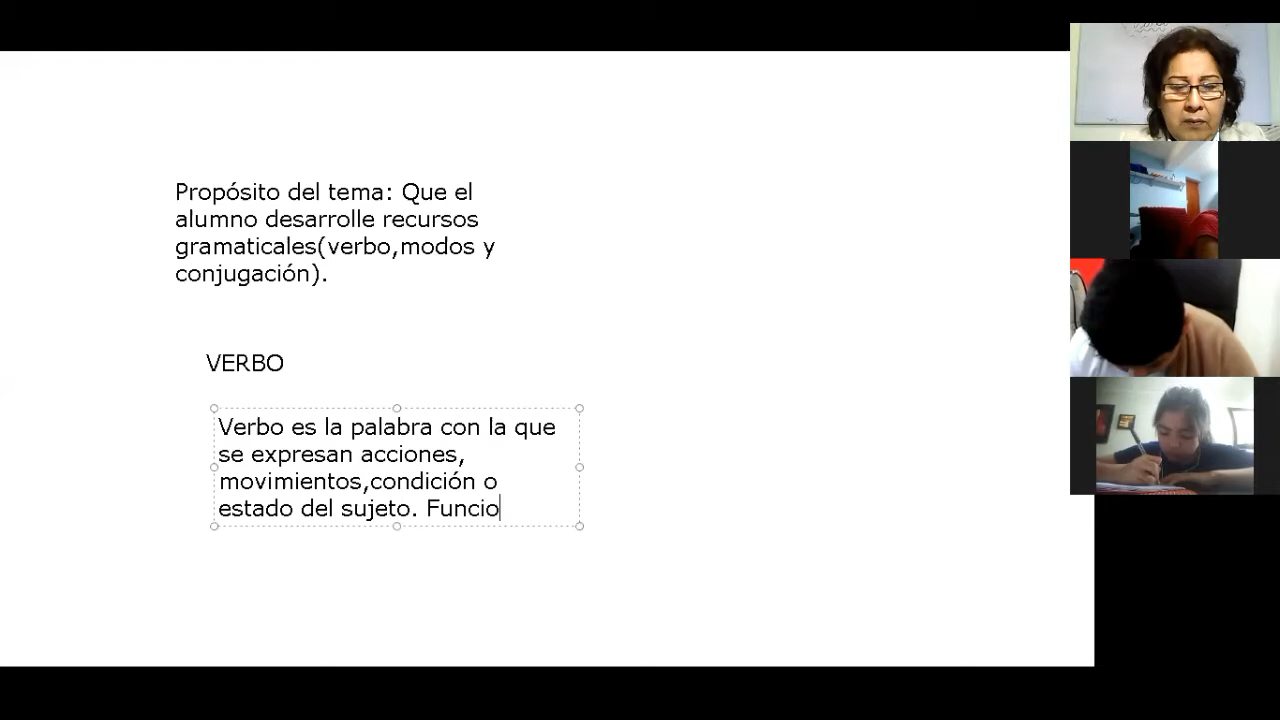 Propósito del tema: Que el
alumno desarrolle recursos
gramaticales(verbo,modos y
conjugación).
VERBO
Verbo es la palabra con la que
se expresan acciones,
movimientos,condición o
estado del sujeto. Funcio